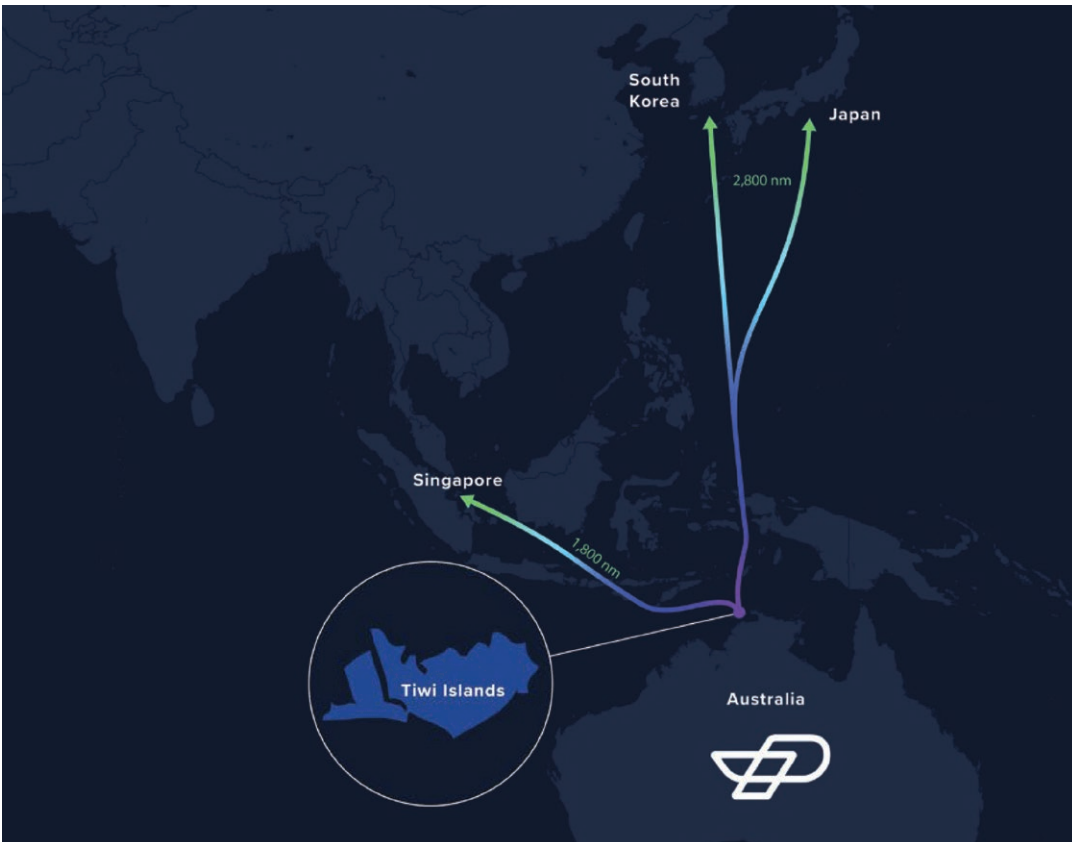 South
Korea
Japan
2,800 nm
Singapore
1,800 nm
Tiwi Islands
Australia